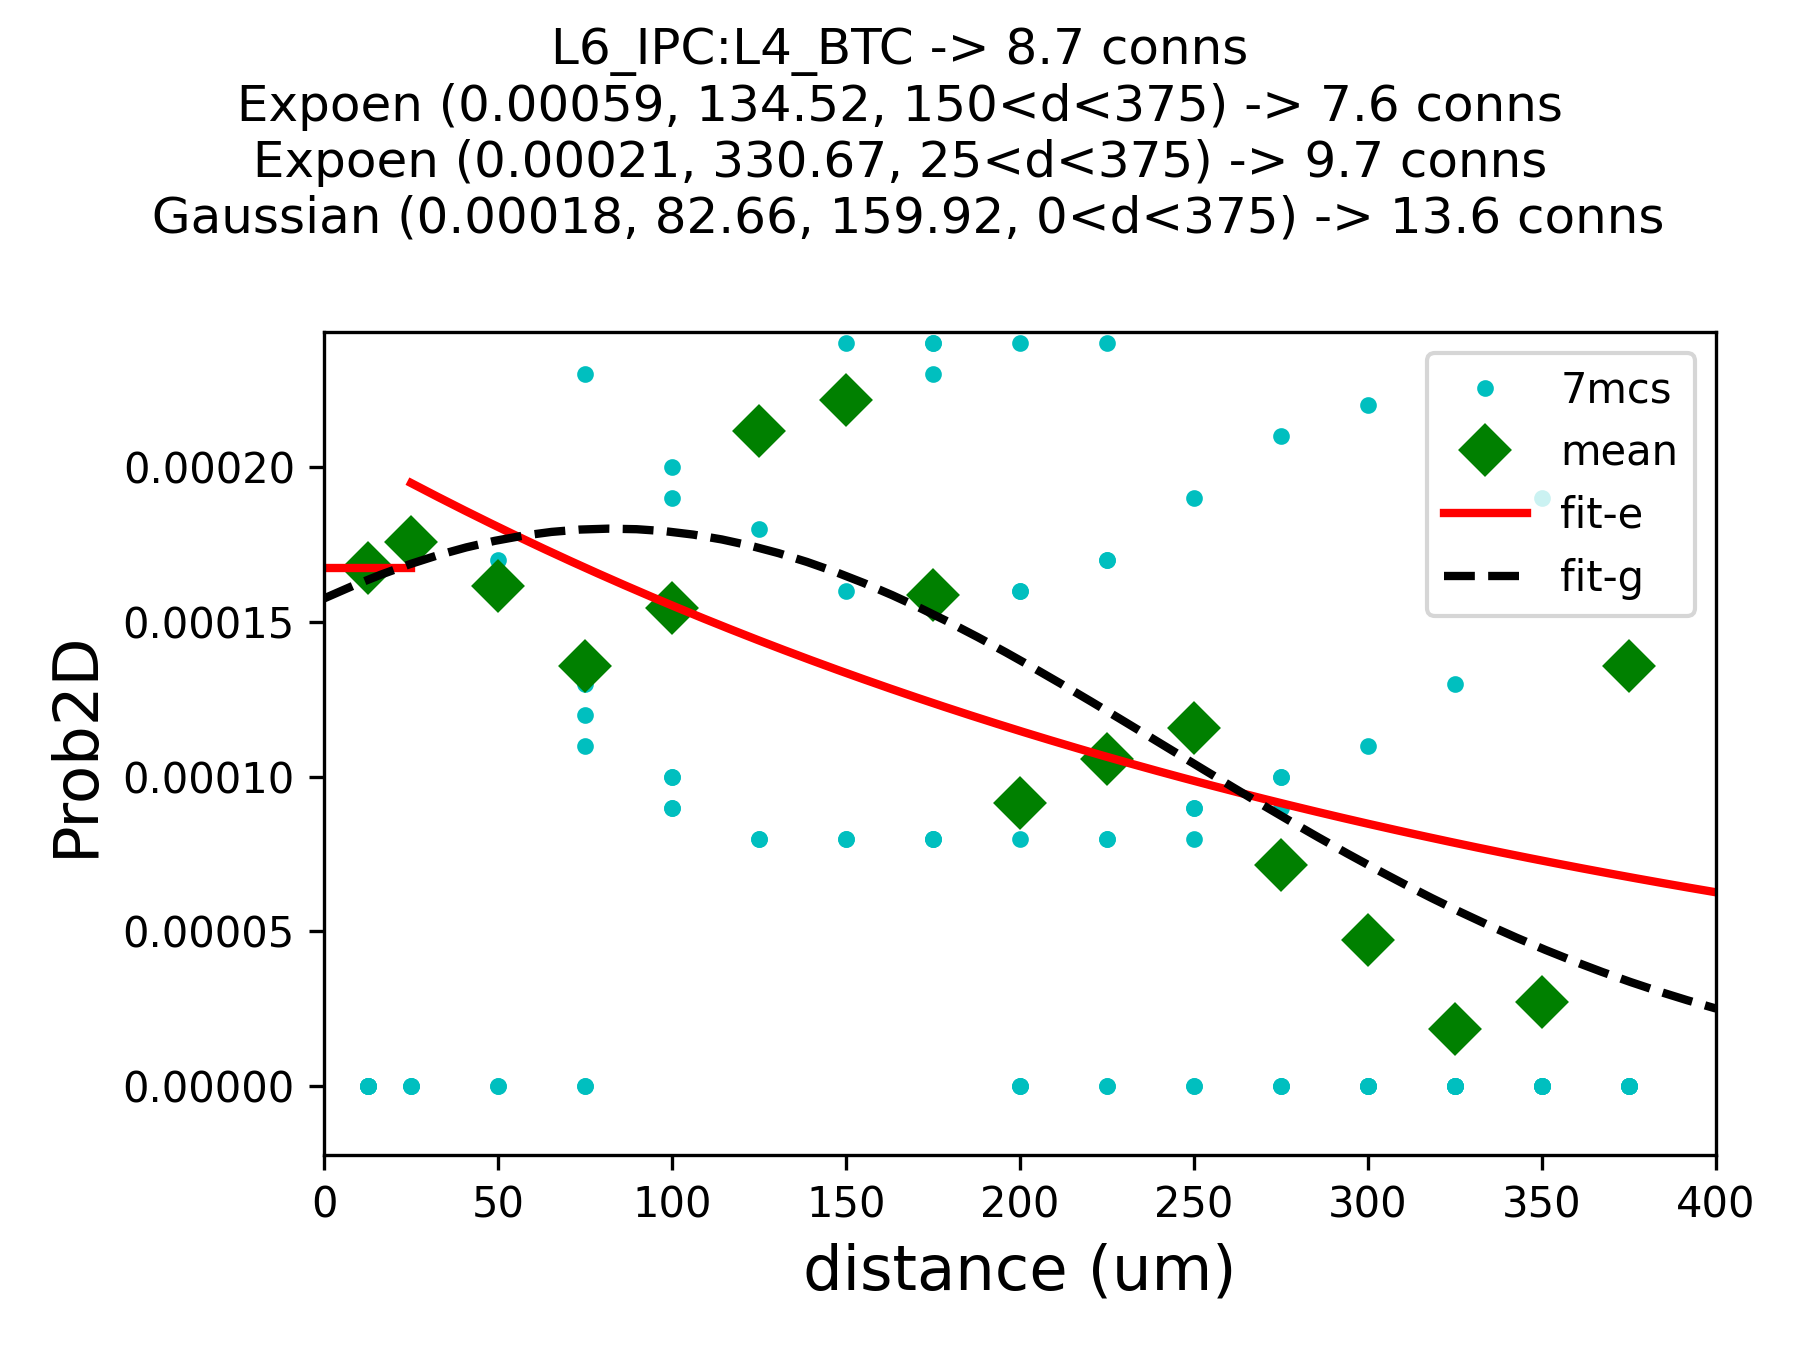 L6_IPC:L4_BTC -> 8.7 conns
Expoen (0.00059, 134.52, 150<d<375) -> 7.6 conns
Expoen (0.00021, 330.67, 25<d<375) -> 9.7 conns
Gaussian (0.00018, 82.66, 159.92, 0<d<375) -> 13.6 conns
7mcs
mean
fit-e
fit-g
Prob2D
0.00020
0.00015
0.00010
0.00005
0.00000
0 50 100 150 200 250 300 350 400
distance (um)